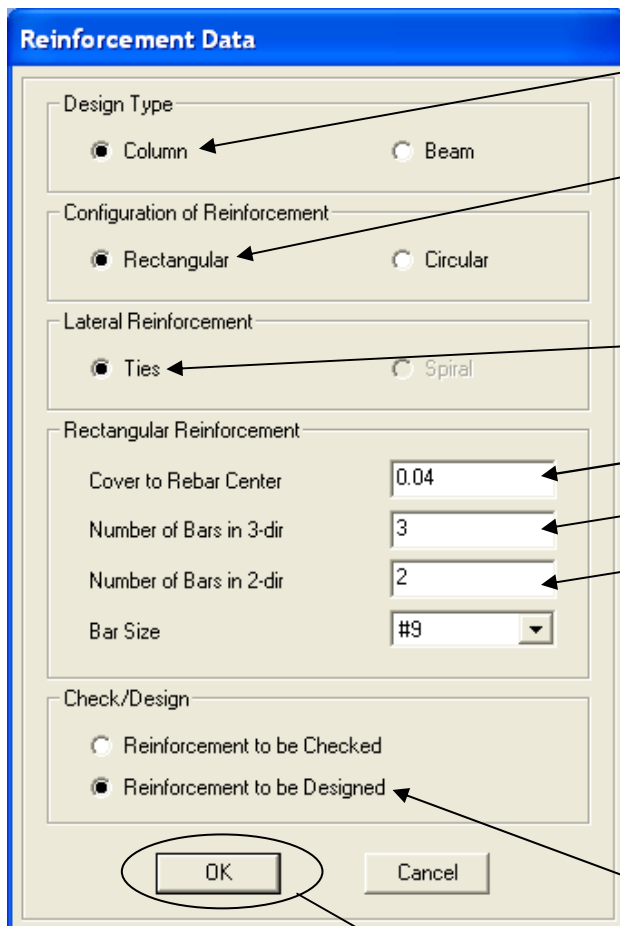 Reinforcement Data
Design Type
Column Beam
Configuration of Reinforcement
Rectangular Circular
Lateral Reinforcement
Ties Spiral
Rectangular Reinforcement
Cover to Rebar Center 0.04
Number of Bars in 3-dir 3
Number of Bars in 2-dir 2
Bar Size #9
Check/Design
Reinforcement to be Checked
Reinforcement to be Designed
OK Cancel